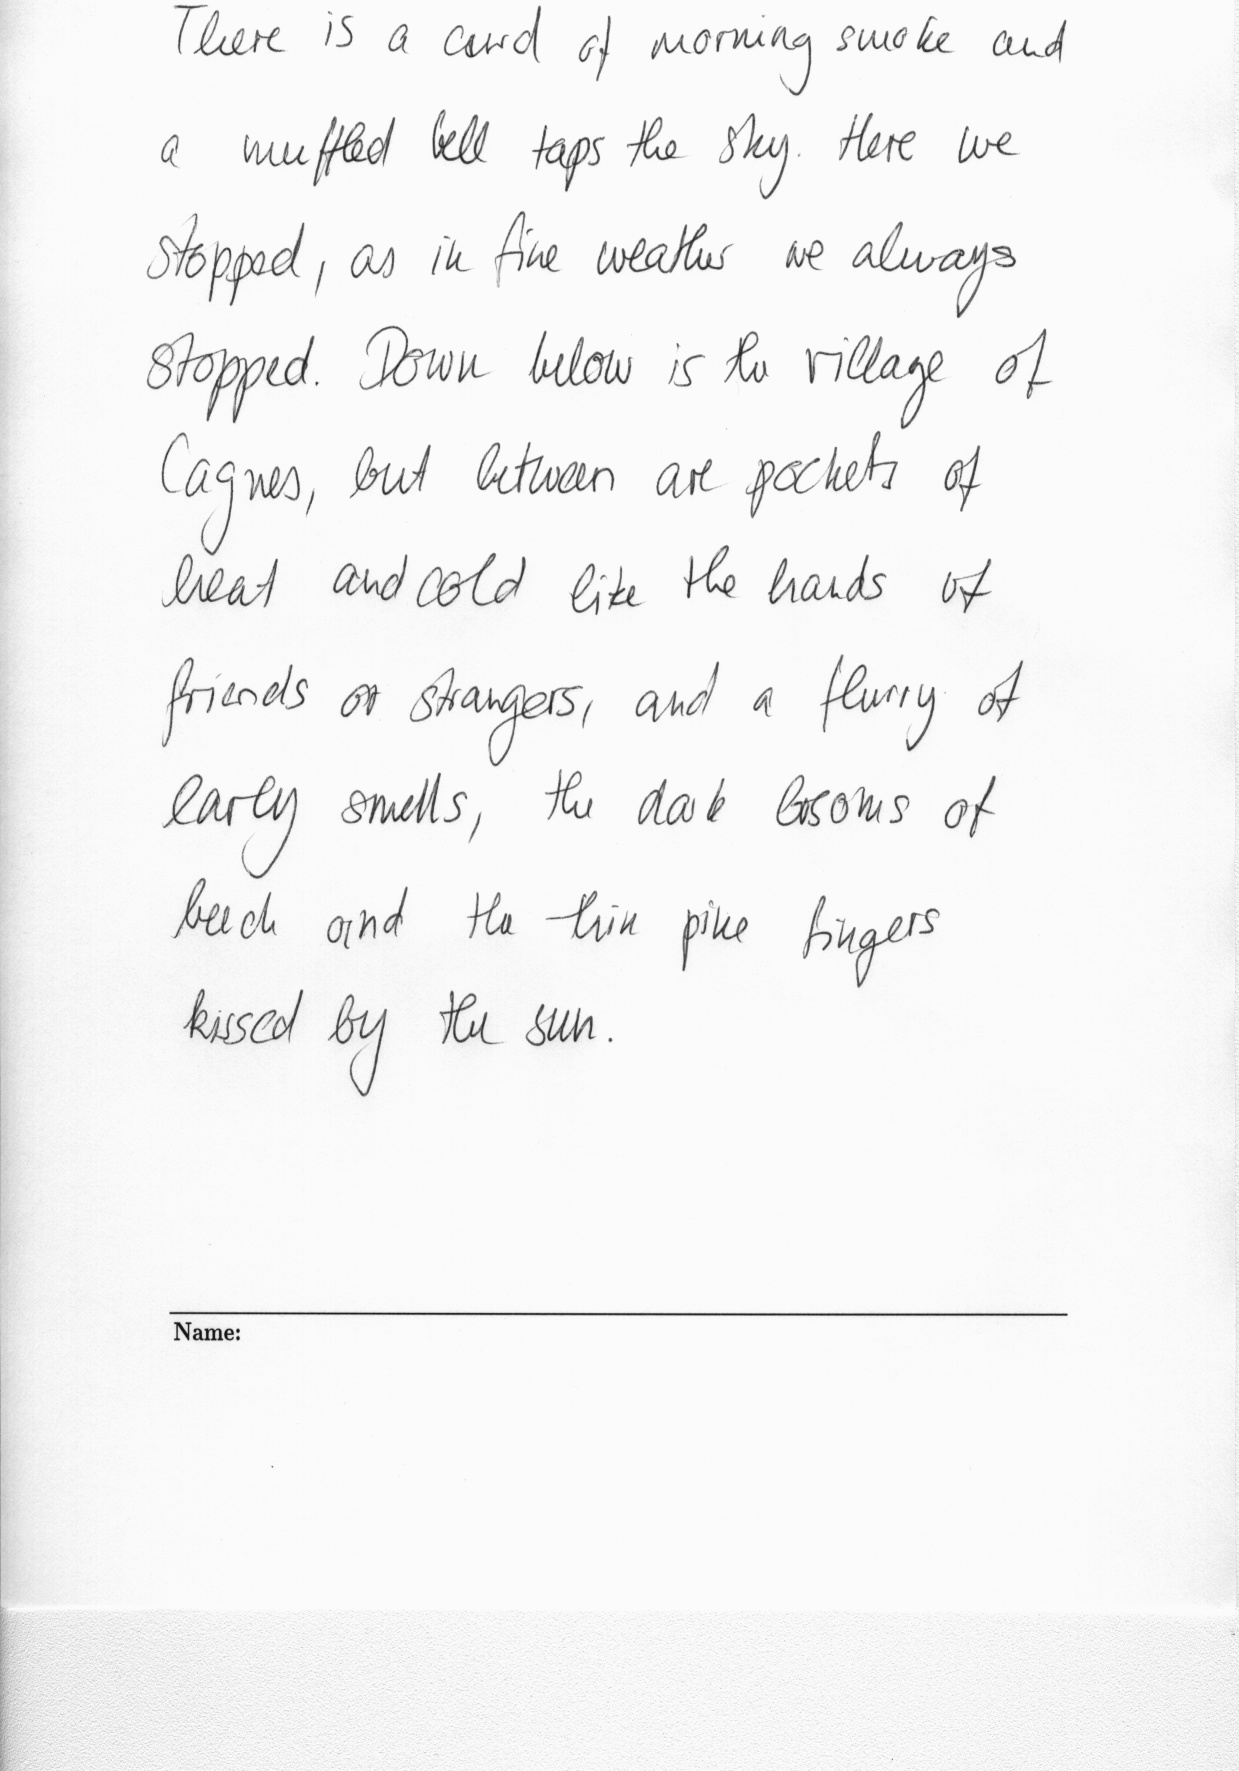 There is a curd of morning smoke and
a muffled bell taps the sky. Here we
stopped, as in fine weather we always
stopped. Down below is the village of
Cagnes, but between are pockets of
heat and cold like the hands of
friends or strangers, and a flurry of
early smells, the dark bosoms of
beech and the thin pine fingers
kissed by the sun.
Name: